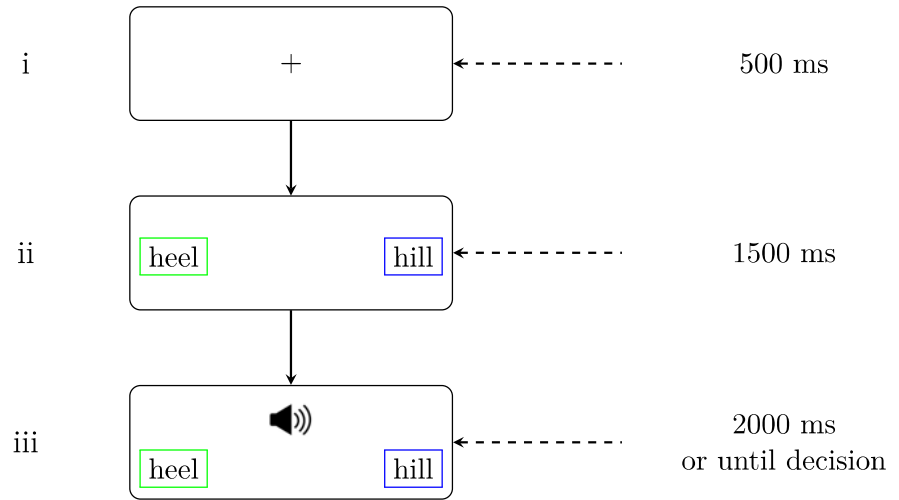 i
+
500 ms
ii
heel
hill
1500 ms
iii
heel
hill
2000 ms
or until decision